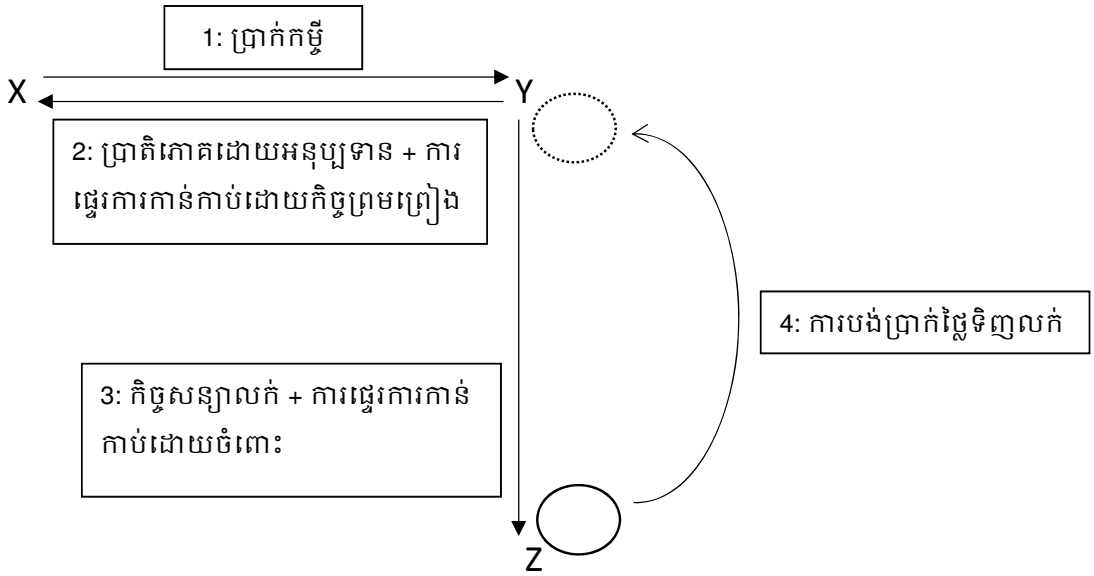 1: ប្រាក់កម្ចី
X
Y
2: ប្រាតិភោគដោយអនុប្បទាន + ការ
ផ្ទេរការកាន់កាប់ដោយកិច្ចព្រមព្រៀង
4: ការបង់ប្រាក់ថ្លៃទិញលក់
3: កិច្ចសន្យាលក់ + ការផ្ទេរការកាន់
កាប់ដោយចំពោះ
Z